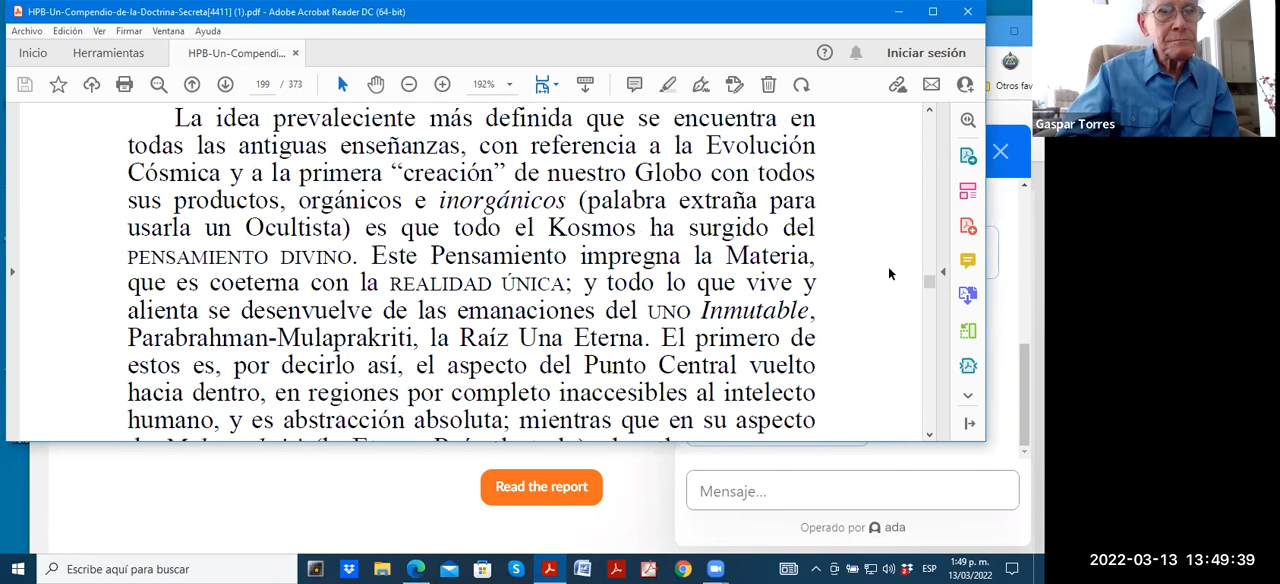 HPB-Un-Compendio-de-la-Doctrina-Secreta[4411] (1).pdf - Adobe Acrobat Reader DC (64-bit)
Archivo Edición Ver Firmar Ventana Ayuda
Inicio Herramientas HPB-Un-Compendi... × Iniciar sesión
199 / 373 192%
Otros fav
Gaspar Torres
La idea prevaleciente más definida que se encuentra en
todas las antiguas enseñanzas, con referencia a la Evolución
Cósmica y a la primera “creación” de nuestro Globo con todos
sus productos, orgánicos e inorgánicos (palabra extraña para
usarla un Ocultista) es que todo el Kosmos ha surgido del
PENSAMIENTO DIVINO. Este Pensamiento impregna la Materia,
que es coeterna con la REALIDAD ÚNICA; y todo lo que vive y
alienta se desenvuelve de las emanaciones del UNO Inmutable,
Parabrahman-Mulaprakriti, la Raíz Una Eterna. El primero de
estos es, por decirlo así, el aspecto del Punto Central vuelto
hacia dentro, en regiones por completo inaccesibles al intelecto
humano, y es abstracción absoluta; mientras que en su aspecto
Read the report
Mensaje...
Operado por ada
Escribe aquí para buscar
ESP
1:49 p. m.
13/03/2022
2022-03-13 13:49:39